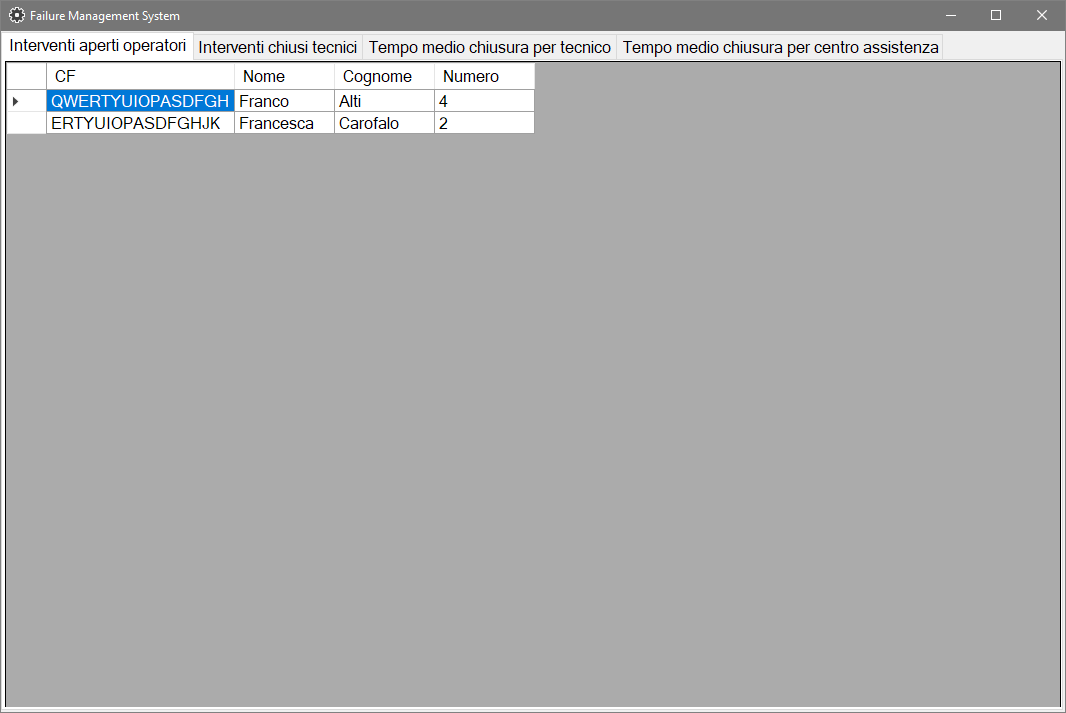 Failure Management System
Interventi aperti operatori Interventi chiusi tecnici Tempo medio chiusura per tecnico Tempo medio chiusura per centro assistenza
CF Nome Cognome Numero
QWERTYUIOPASDFGH Franco Alti 4
ERTYUIOPASDFGHJK Francesca Carofalo 2